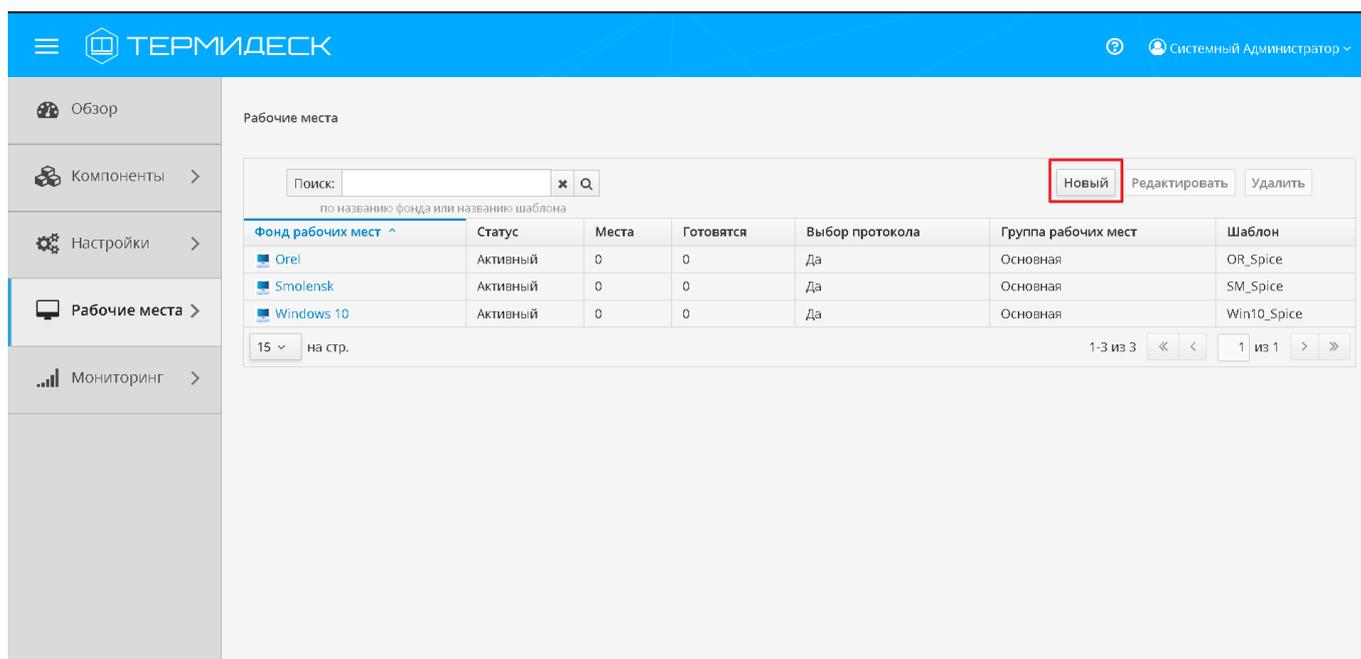 ТЕРМИДЕСК
Системный Администратор
Обзор
Компоненты
Настройки
Рабочие места
Мониторинг
Рабочие места
Поиск:
по названию фонда или названию шаблона
Новый Редактировать Удалить
Фонд рабочих мест Статус Места Готовятся Выбор протокола Группа рабочих мест Шаблон
Orel Активный 0 0 Да Основная OR_Spice
Smolensk Активный 0 0 Да Основная SM_Spice
Windows 10 Активный 0 0 Да Основная Win10_Spice
15 на стр. 1-3 из 3 1 из 1